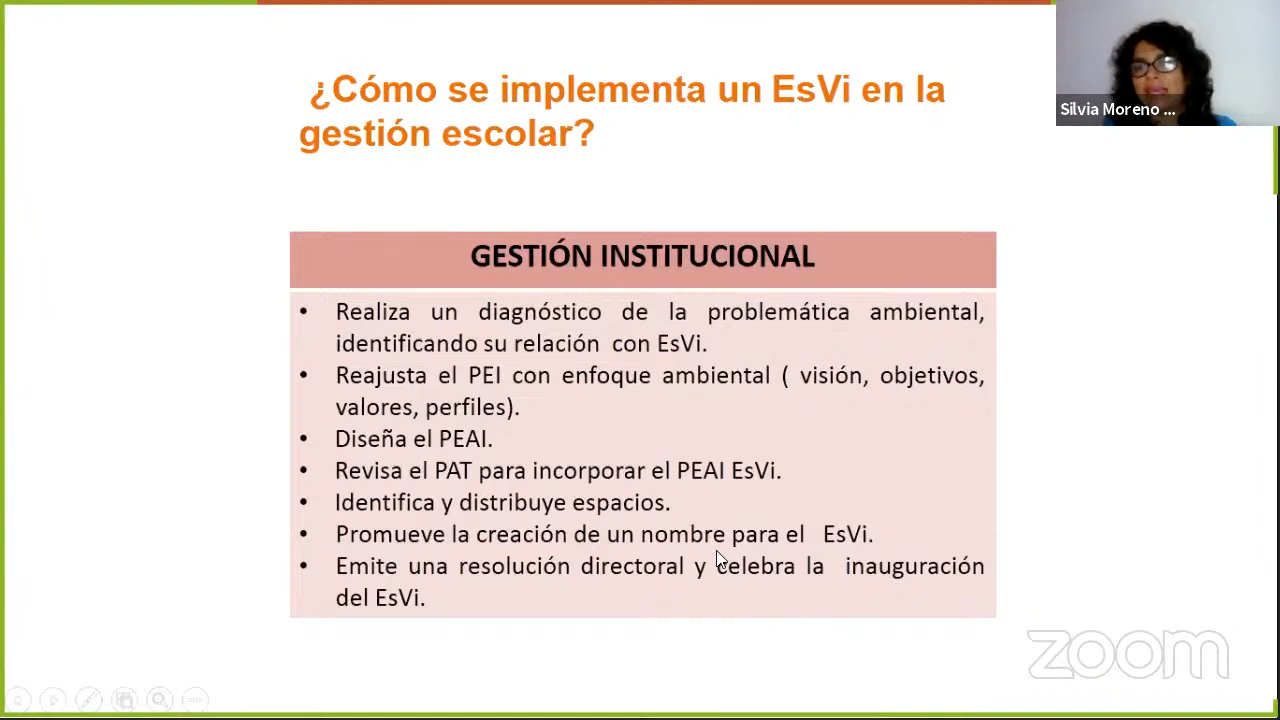 ¿Cómo se implementa un EsVi en la
gestión escolar?
Silvia Moreno ...
GESTIÓN INSTITUCIONAL
• Realiza un diagnóstico de la problemática ambiental,
identificando su relación con EsVi.
• Reajusta el PEI con enfoque ambiental ( visión, objetivos,
valores, perfiles).
• Diseña el PEAI.
• Revisa el PAT para incorporar el PEAI EsVi.
• Identifica y distribuye espacios.
• Promueve la creación de un nombre para el EsVi.
• Emite una resolución directoral y celebra la inauguración
del EsVi.
zoom